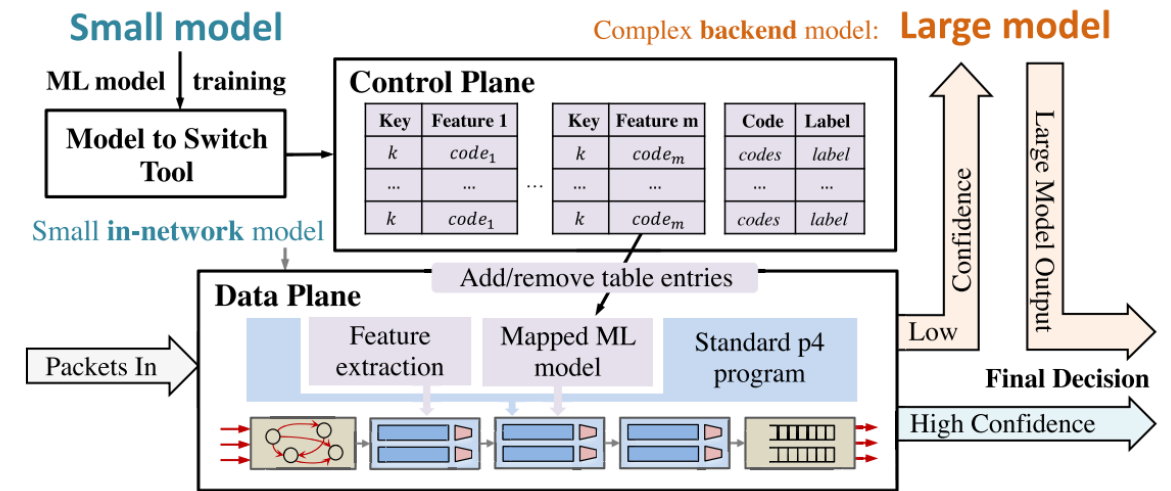 Small model
Complex backend model: Large model
ML model training
Model to Switch
Tool
Control Plane
Key Feature 1 Key Feature m Code Label
k code₁ k codeₘ codes label
... ... ... ... ... ... ...
k code₁ k codeₘ codes label
Small in-network model
Add/remove table entries
Data Plane
Feature
extraction
Mapped ML
model
Standard p4
program
Packets In
Low
Confidence
Large Model Output
Final Decision
High Confidence